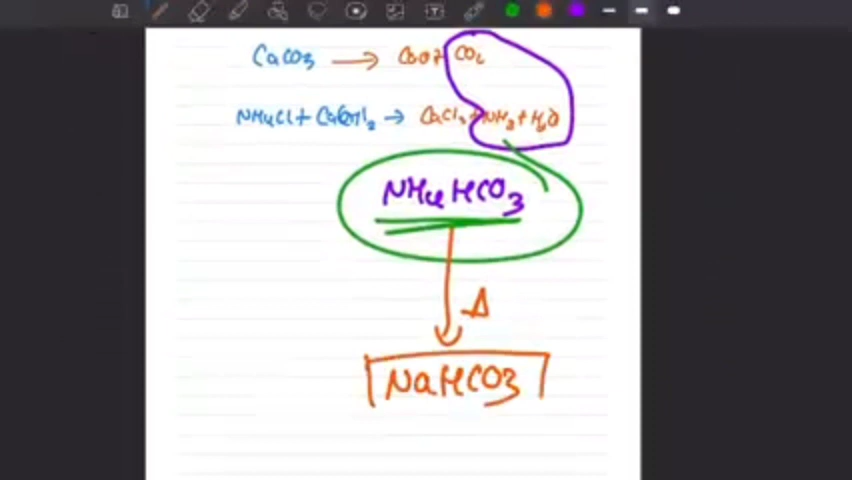 CaCO3 → CaO + CO2
NH4Cl + Ca(OH)2 → CaCl2 + NH3 + H2O
NH4HCO3
Δ
NaHCO3